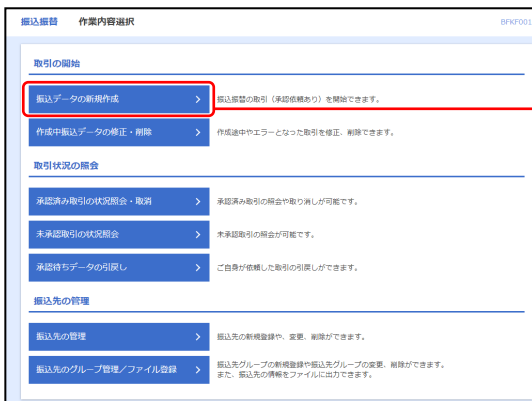 振込振替 作業内容選択 BFKF001
取引の開始
振込データの新規作成 振込振替の取引（承認依頼あり）を開始できます。
作成中振込データの修正・削除 作成途中やエラーとなった取引を修正、削除できます。
取引状況の照会
承認済み取引の状況照会・取消 承認済み取引の照会や取り消しが可能です。
未承認取引の状況照会 未承認取引の照会が可能です。
承認待ちデータの引戻し ご自身が依頼した取引の引戻しができます。
振込先の管理
振込先の管理 振込先の新規登録や、変更、削除ができます。
振込先のグループ管理／ファイル登録 振込先グループの新規登録や振込先グループの変更、削除ができます。
また、振込先の情報をファイルに出力できます。